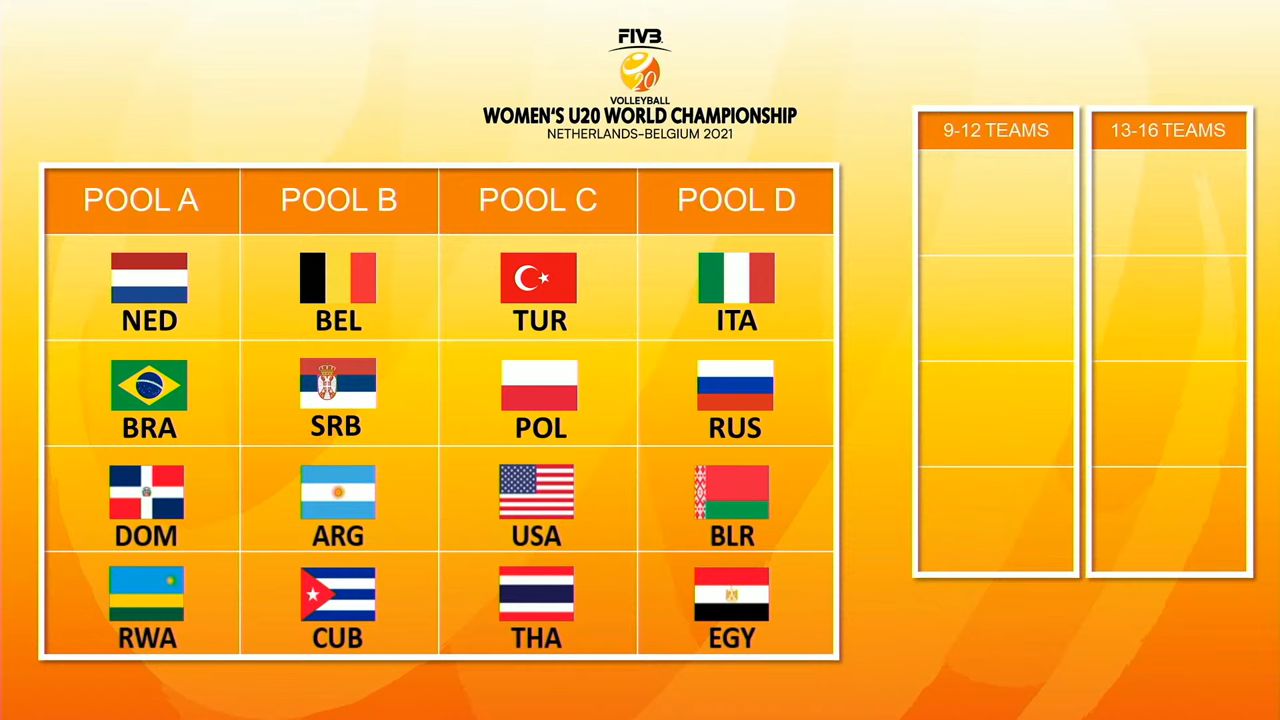 FIVB
20
VOLLEYBALL
WOMEN'S U20 WORLD CHAMPIONSHIP
NETHERLANDS-BELGIUM 2021
POOL A POOL B POOL C POOL D
NED BEL TUR ITA
BRA SRB POL RUS
DOM ARG USA BLR
RWA CUB THA EGY
9-12 TEAMS
13-16 TEAMS